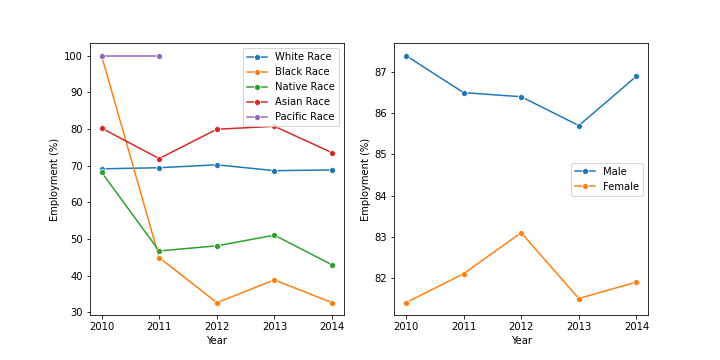 100
90
80
70
60
50
40
30
Employment (%)
2010 2011 2012 2013 2014
Year
White Race
Black Race
Native Race
Asian Race
Pacific Race
87
86
85
84
83
82
Employment (%)
2010 2011 2012 2013 2014
Year
Male
Female